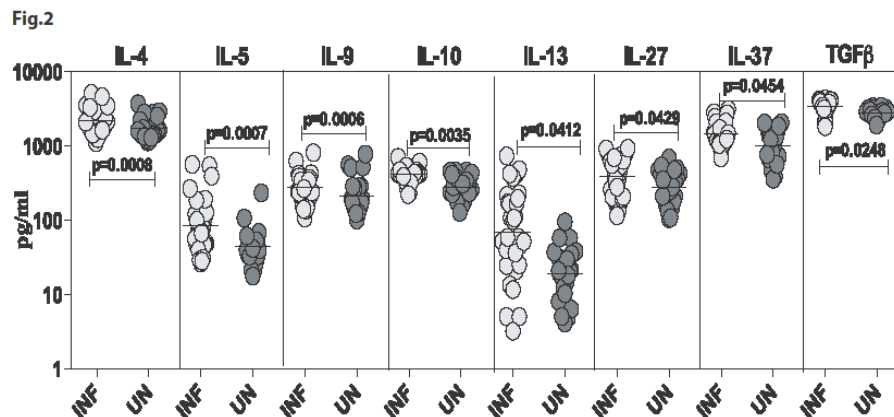 Fig.2
IL-4 IL-5 IL-9 IL-10 IL-13 IL-27 IL-37 TGFβ
10000
1000
100
10
1
pg/ml
p=0.0008
p=0.0007
p=0.0006
p=0.0035
p=0.0412
p=0.0429
p=0.0454
p=0.0248
INF UN INF UN INF UN INF UN INF UN INF UN INF UN INF UN